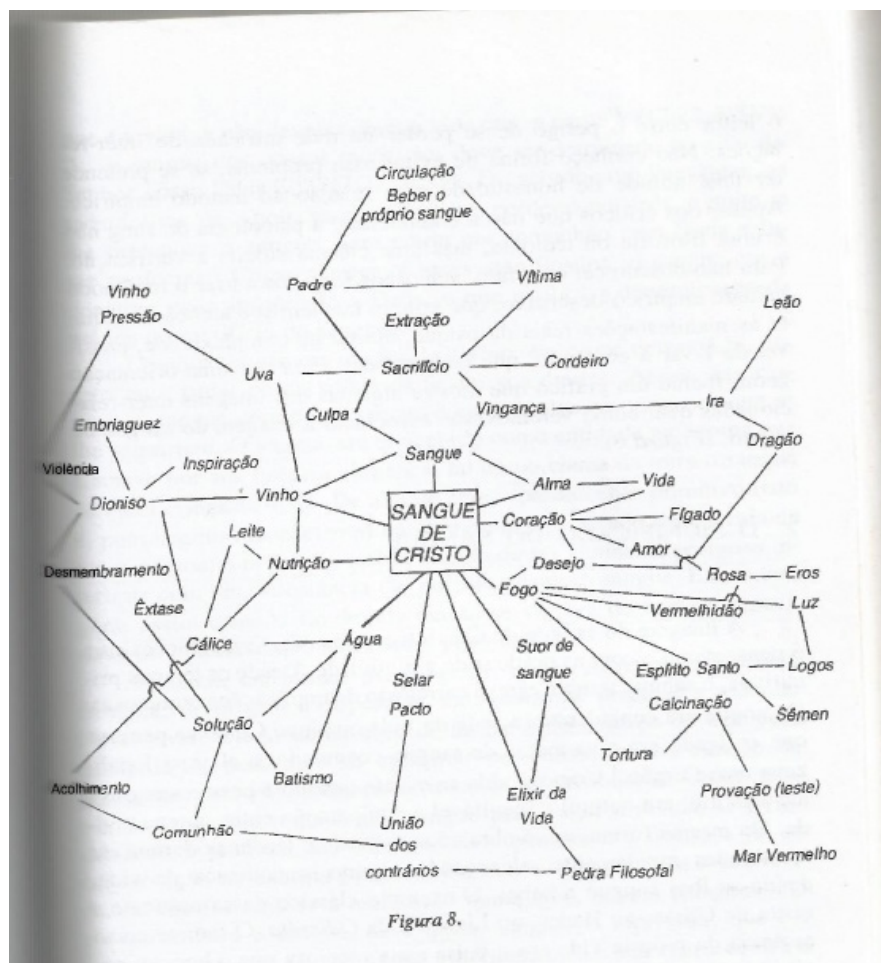 Circulação
Beber o
próprio sangue
Padre
Vítima
Vinho
Pressão
Leão
Extração
Uva
Sacrifício
Cordeiro
Culpa
Vingança
Ira
Embriaguez
Dragão
Sangue
Violência
Inspiração
Alma
Vida
Dioniso
Vinho
SANGUE
DE
CRISTO
Coração
Fígado
Leite
Amor
Desmembramento
Nutrição
Desejo
Rosa
Eros
Fogo
Êxtase
Vermelhidão
Luz
Cálice
Água
Suor de
sangue
Espírito Santo
Logos
Selar
Pacto
Calcinação
Sêmen
Solução
Tortura
Batismo
Acolhimento
Elixir da
Vida
Provação (teste)
Comunhão
União
dos
contrários
Mar Vermelho
Pedra Filosofal
Figura 8.